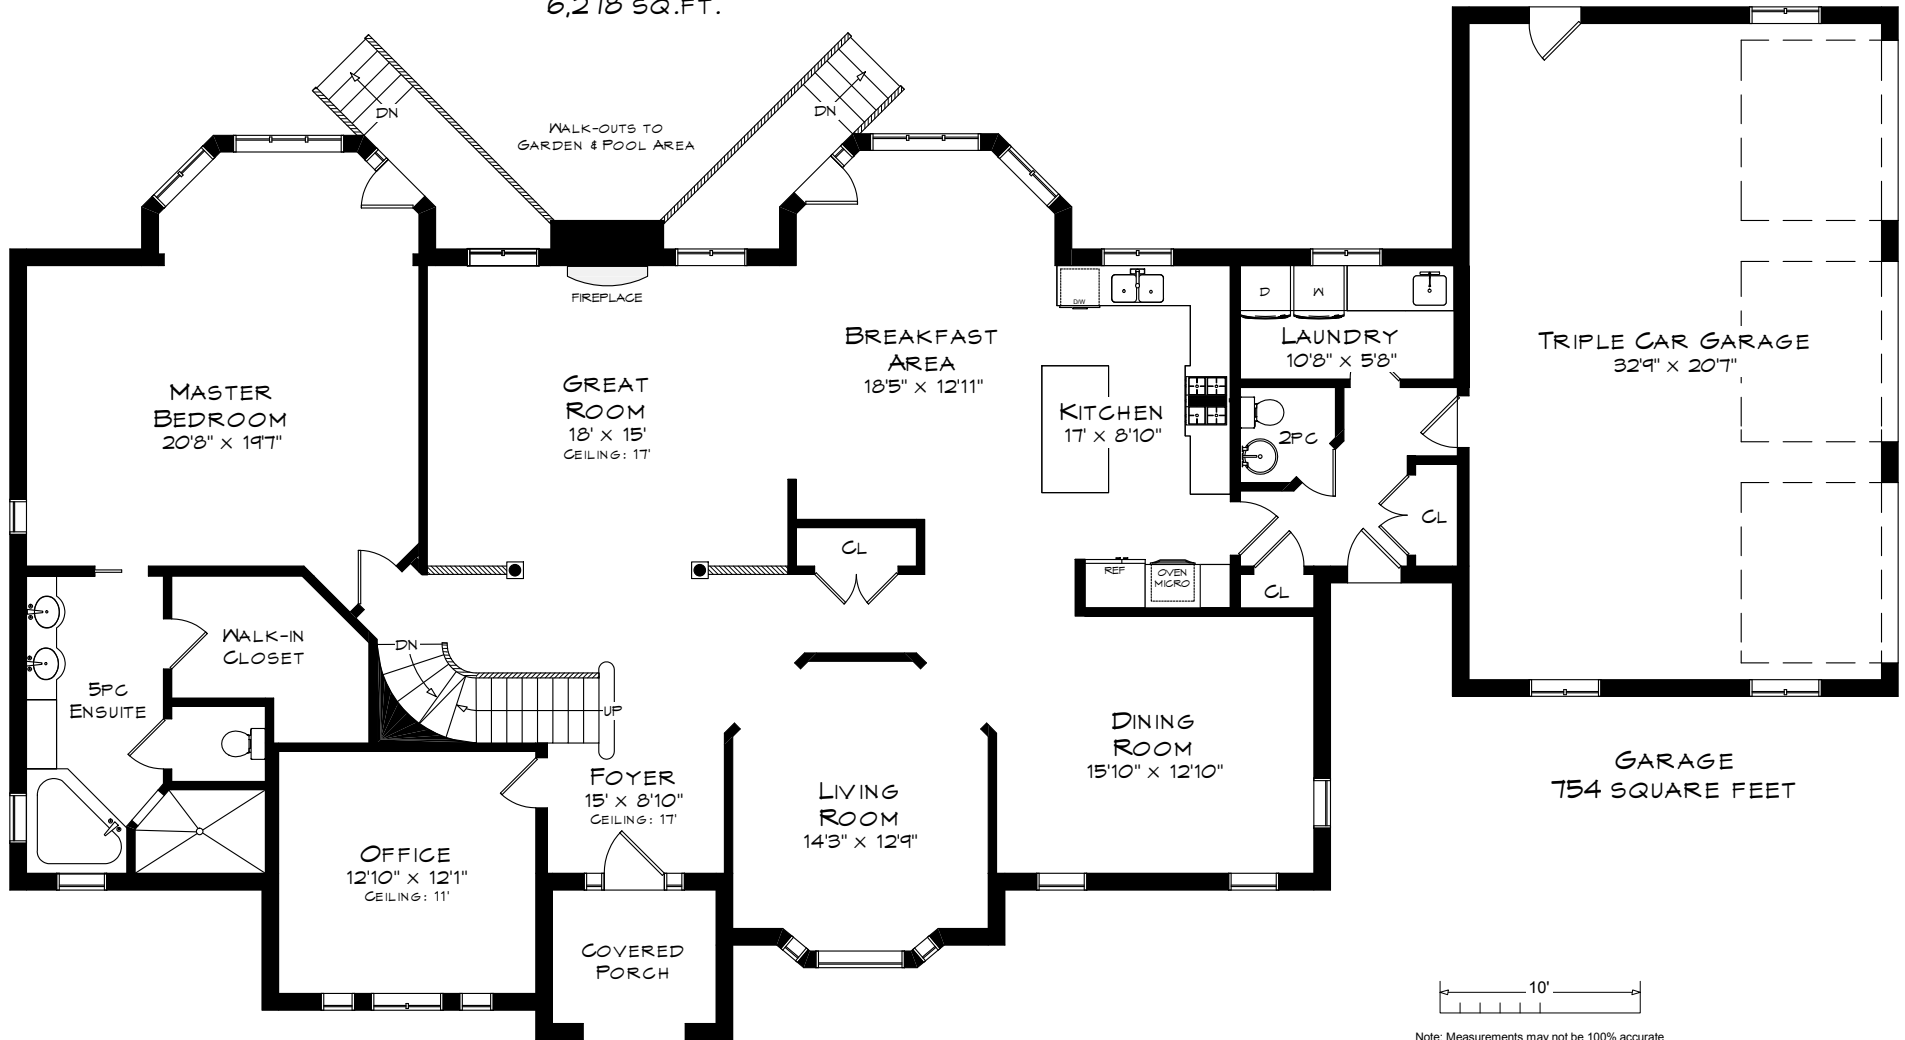 6,218 SQ.FT.
DN
DN
WALK-OUTS TO
GARDEN & POOL AREA
FIREPLACE
D/W
D
W
LAUNDRY
10'8" x 5'8"
TRIPLE CAR GARAGE
32'9" x 20'7"
BREAKFAST
AREA
18'5" x 12'11"
MASTER
BEDROOM
20'8" x 19'7"
GREAT
ROOM
18' x 15'
CEILING: 17'
KITCHEN
17' x 8'10"
2PC
CL
CL
REF
OVEN
MICRO
CL
WALK-IN
CLOSET
DN
5PC
ENSUITE
UP
DINING
ROOM
15'10" x 12'10"
FOYER
15' x 8'10"
CEILING: 17'
LIVING
ROOM
14'3" x 12'9"
GARAGE
754 SQUARE FEET
OFFICE
12'10" x 12'1"
CEILING: 11'
COVERED
PORCH
10'
Note: Measurements may not be 100% accurate